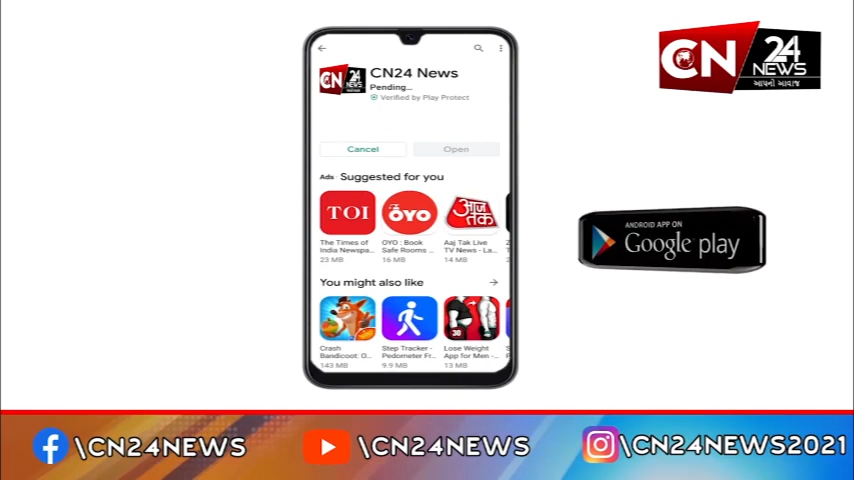 CN24 News
Pending...
Verified by Play Protect
Cancel
Open
Ads · Suggested for you
TOI
OYO
आज तक
The Times of
India Newspa..
23 MB
OYO : Book
Safe Rooms ..
16 MB
Aaj Tak Live
TV News - La..
14 MB
You might also like
30
Crash
Bandicoot: O..
143 MB
Step Tracker -
Pedometer Fr..
9.9 MB
Lose Weight
App for Men -..
13 MB
CN 24
NEWS
આપનો અવાજ
ANDROID APP ON
Google play
\CN24NEWS
\CN24NEWS
\CN24NEWS2021